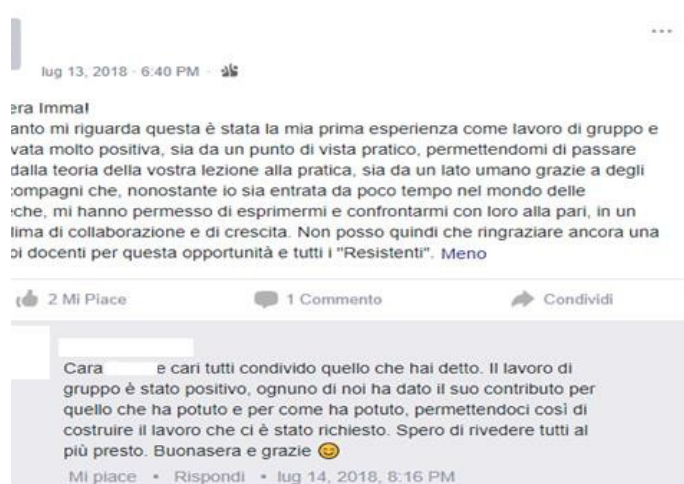 lug 13, 2018 · 6:40 PM ·
era Imma!
anto mi riguarda questa è stata la mia prima esperienza come lavoro di gruppo e
vata molto positiva, sia da un punto di vista pratico, permettendomi di passare
dalla teoria della vostra lezione alla pratica, sia da un lato umano grazie a degli
compagni che, nonostante io sia entrata da poco tempo nel mondo delle
eche, mi hanno permesso di esprimermi e confrontarmi con loro alla pari, in un
lima di collaborazione e di crescita. Non posso quindi che ringraziare ancora una
oi docenti per questa opportunità e tutti i "Resistenti". Meno
2 Mi Piace 1 Commento Condividi
Cara e cari tutti condivido quello che hai detto. Il lavoro di
gruppo è stato positivo, ognuno di noi ha dato il suo contributo per
quello che ha potuto e per come ha potuto, permettendoci così di
costruire il lavoro che ci è stato richiesto. Spero di rivedere tutti al
più presto. Buonasera e grazie 😊
Mi piace • Rispondi • lug 14, 2018, 8:16 PM